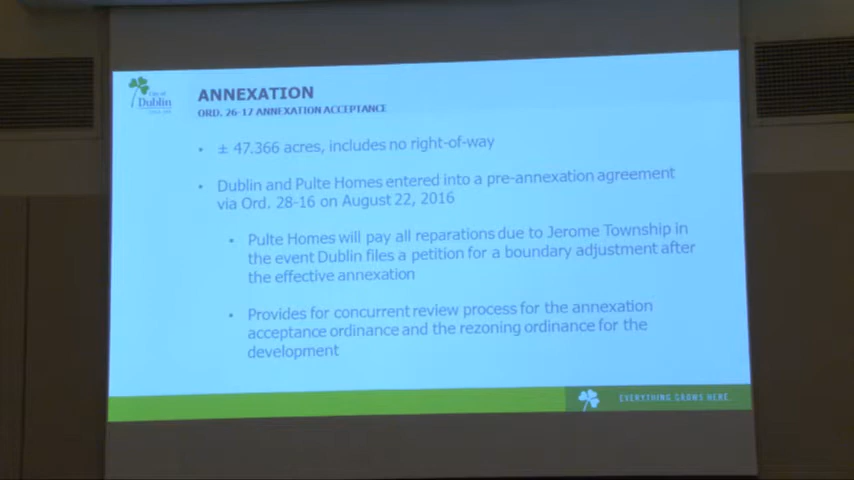 City of
Dublin
ANNEXATION
ORD. 26-17 ANNEXATION ACCEPTANCE
• ± 47.366 acres, includes no right-of-way
• Dublin and Pulte Homes entered into a pre-annexation agreement
via Ord. 28-16 on August 22, 2016
• Pulte Homes will pay all reparations due to Jerome Township in
the event Dublin files a petition for a boundary adjustment after
the effective annexation
• Provides for concurrent review process for the annexation
acceptance ordinance and the rezoning ordinance for the
development
EVERYTHING GROWS HERE.